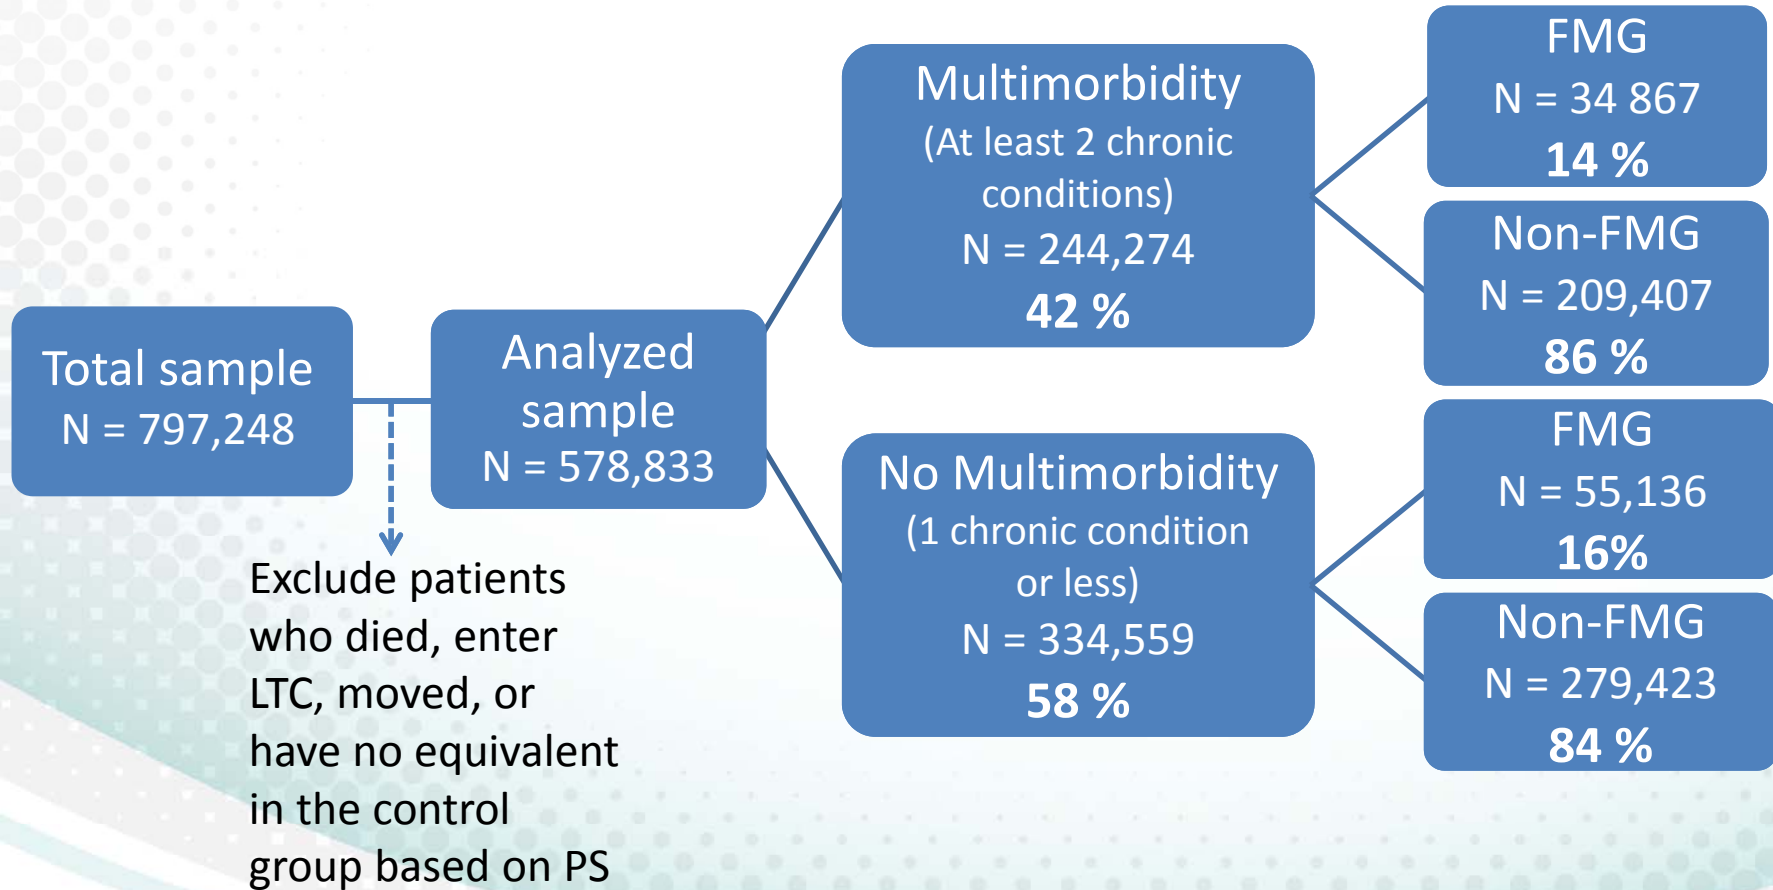 Total sample
N = 797,248
Exclude patients
who died, enter
LTC, moved, or
have no equivalent
in the control
group based on PS
Analyzed
sample
N = 578,833
Multimorbidity
(At least 2 chronic
conditions)
N = 244,274
42 %
FMG
N = 34 867
14 %
Non-FMG
N = 209,407
86 %
No Multimorbidity
(1 chronic condition
or less)
N = 334,559
58 %
FMG
N = 55,136
16%
Non-FMG
N = 279,423
84 %